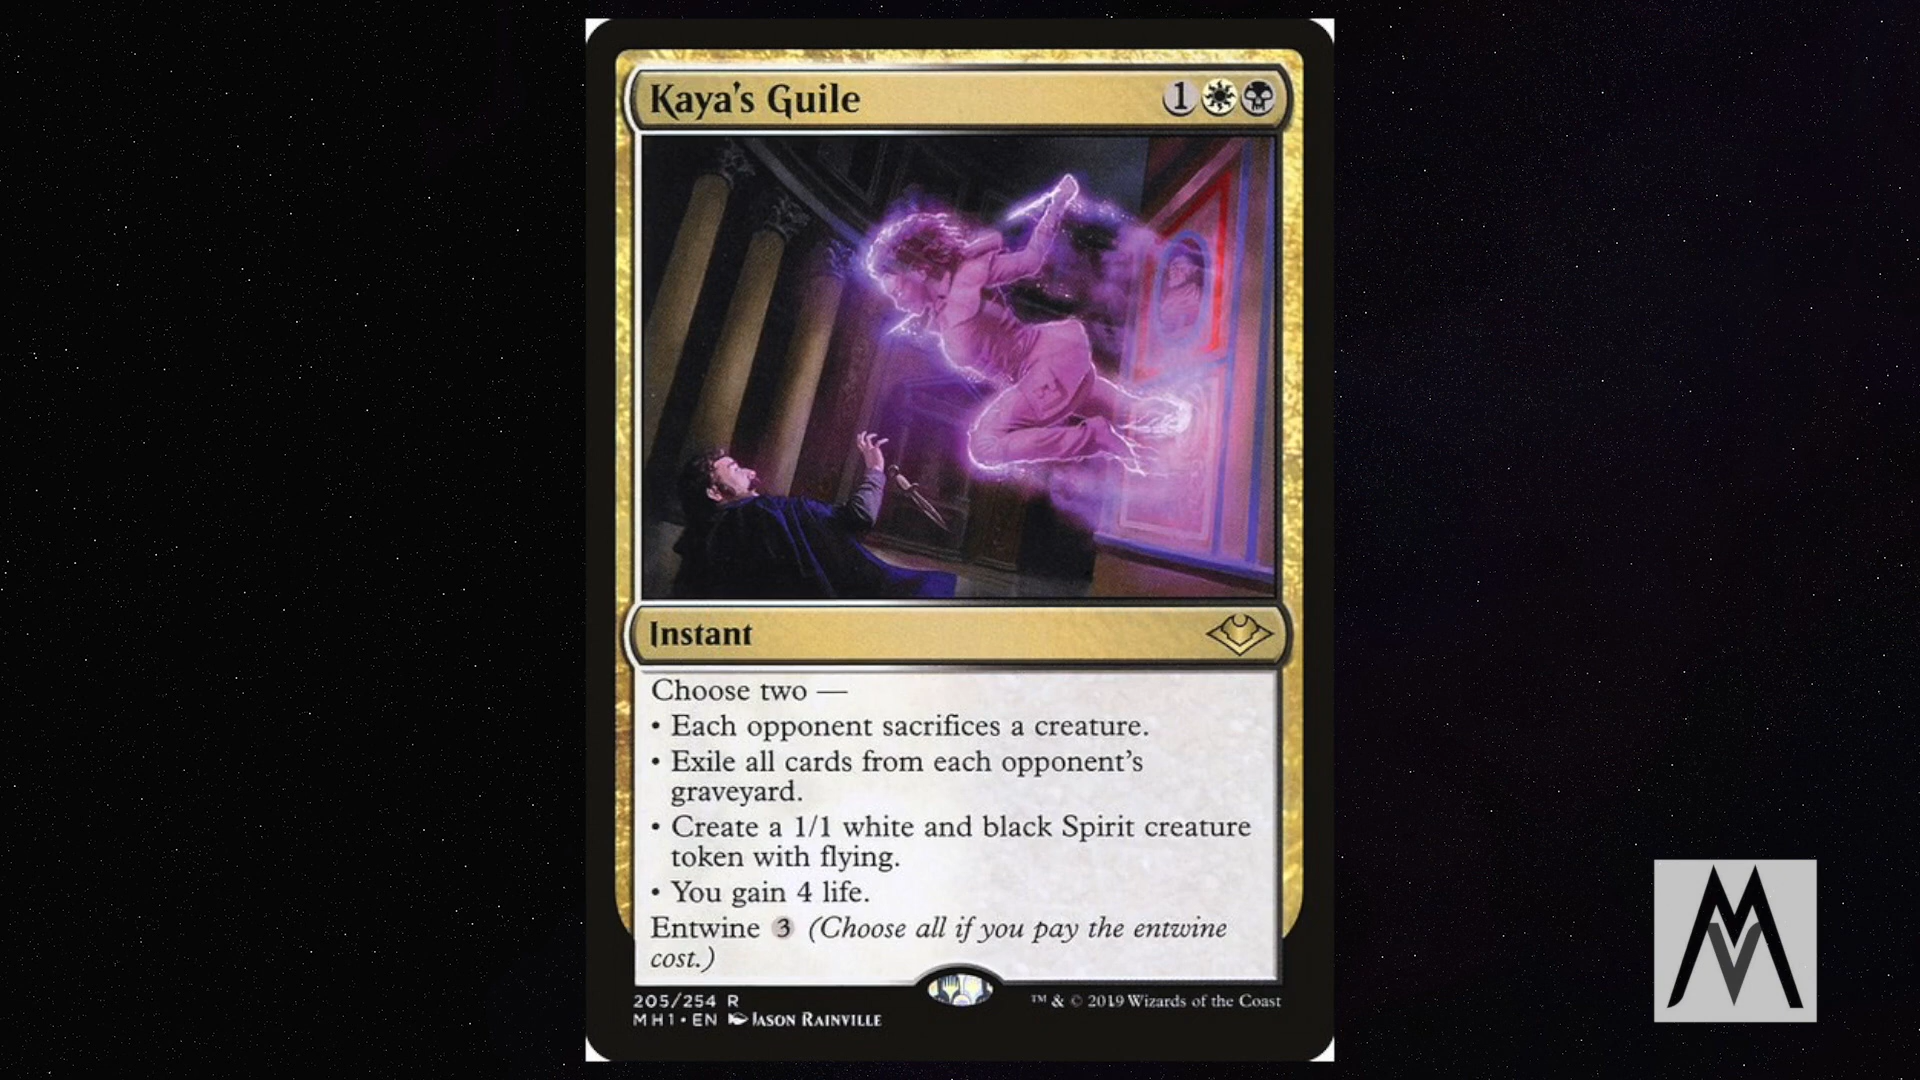 Kaya's Guile 1
Instant
Choose two —
• Each opponent sacrifices a creature.
• Exile all cards from each opponent's
graveyard.
• Create a 1/1 white and black Spirit creature
token with flying.
• You gain 4 life.
Entwine 3 (Choose all if you pay the entwine
cost.)
205/254 R
MH1 • EN JASON RAINVILLE
™ & © 2019 Wizards of the Coast
MV